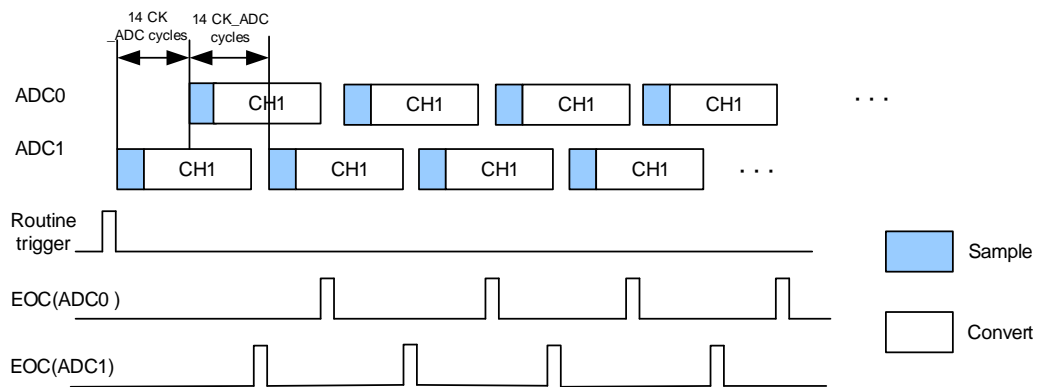 14 CK
_ADC cycles
14 CK_ADC
cycles
ADC0
CH1
CH1
CH1
CH1
. . .
ADC1
CH1
CH1
CH1
CH1
. . .
Routine
trigger
Sample
EOC(ADC0 )
Convert
EOC(ADC1)